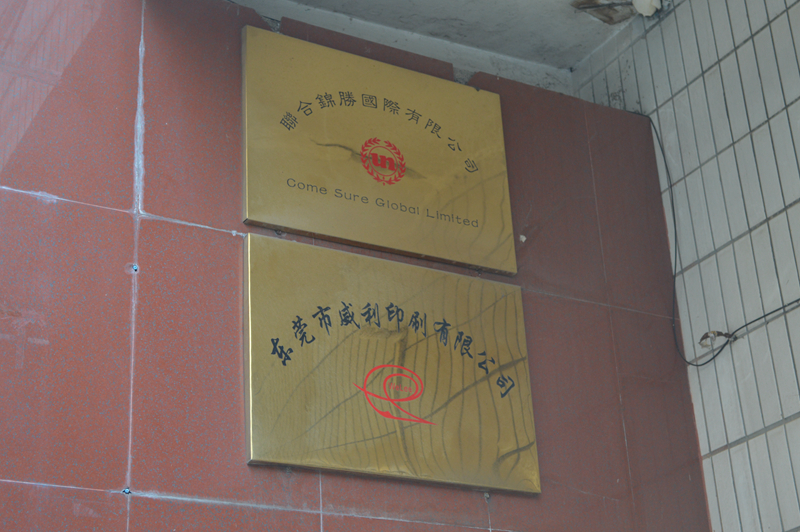 聯合錦勝國際有限公司
un
Come Sure Global Limited
东莞市威利印刷有限公司